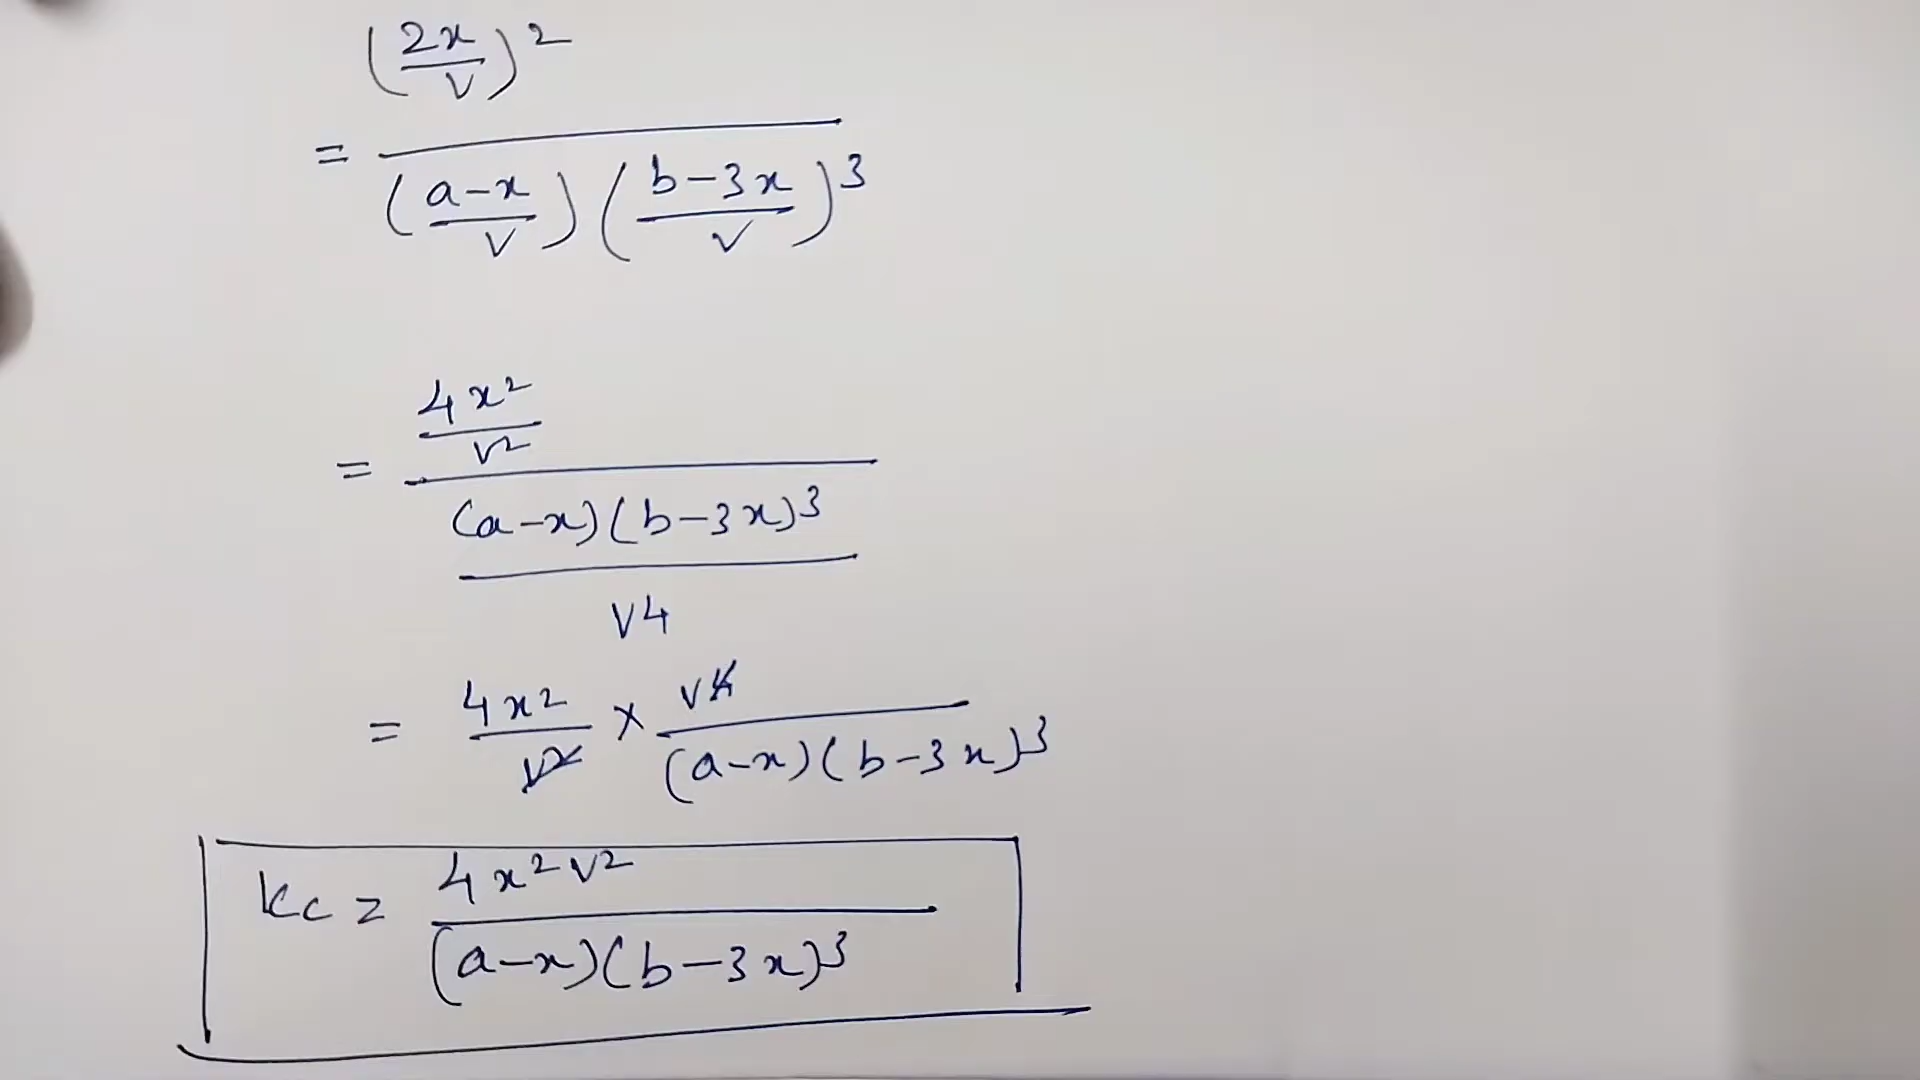 (2x/V)²
= ―――
(a-x/V) (b-3x/V)³
= 4x²/V²
(a-x)(b-3x)³
V4
= 4x²/V² × V4/(a-x)(b-3x)³
Kc = 4x²V²
(a-x)(b-3x)³